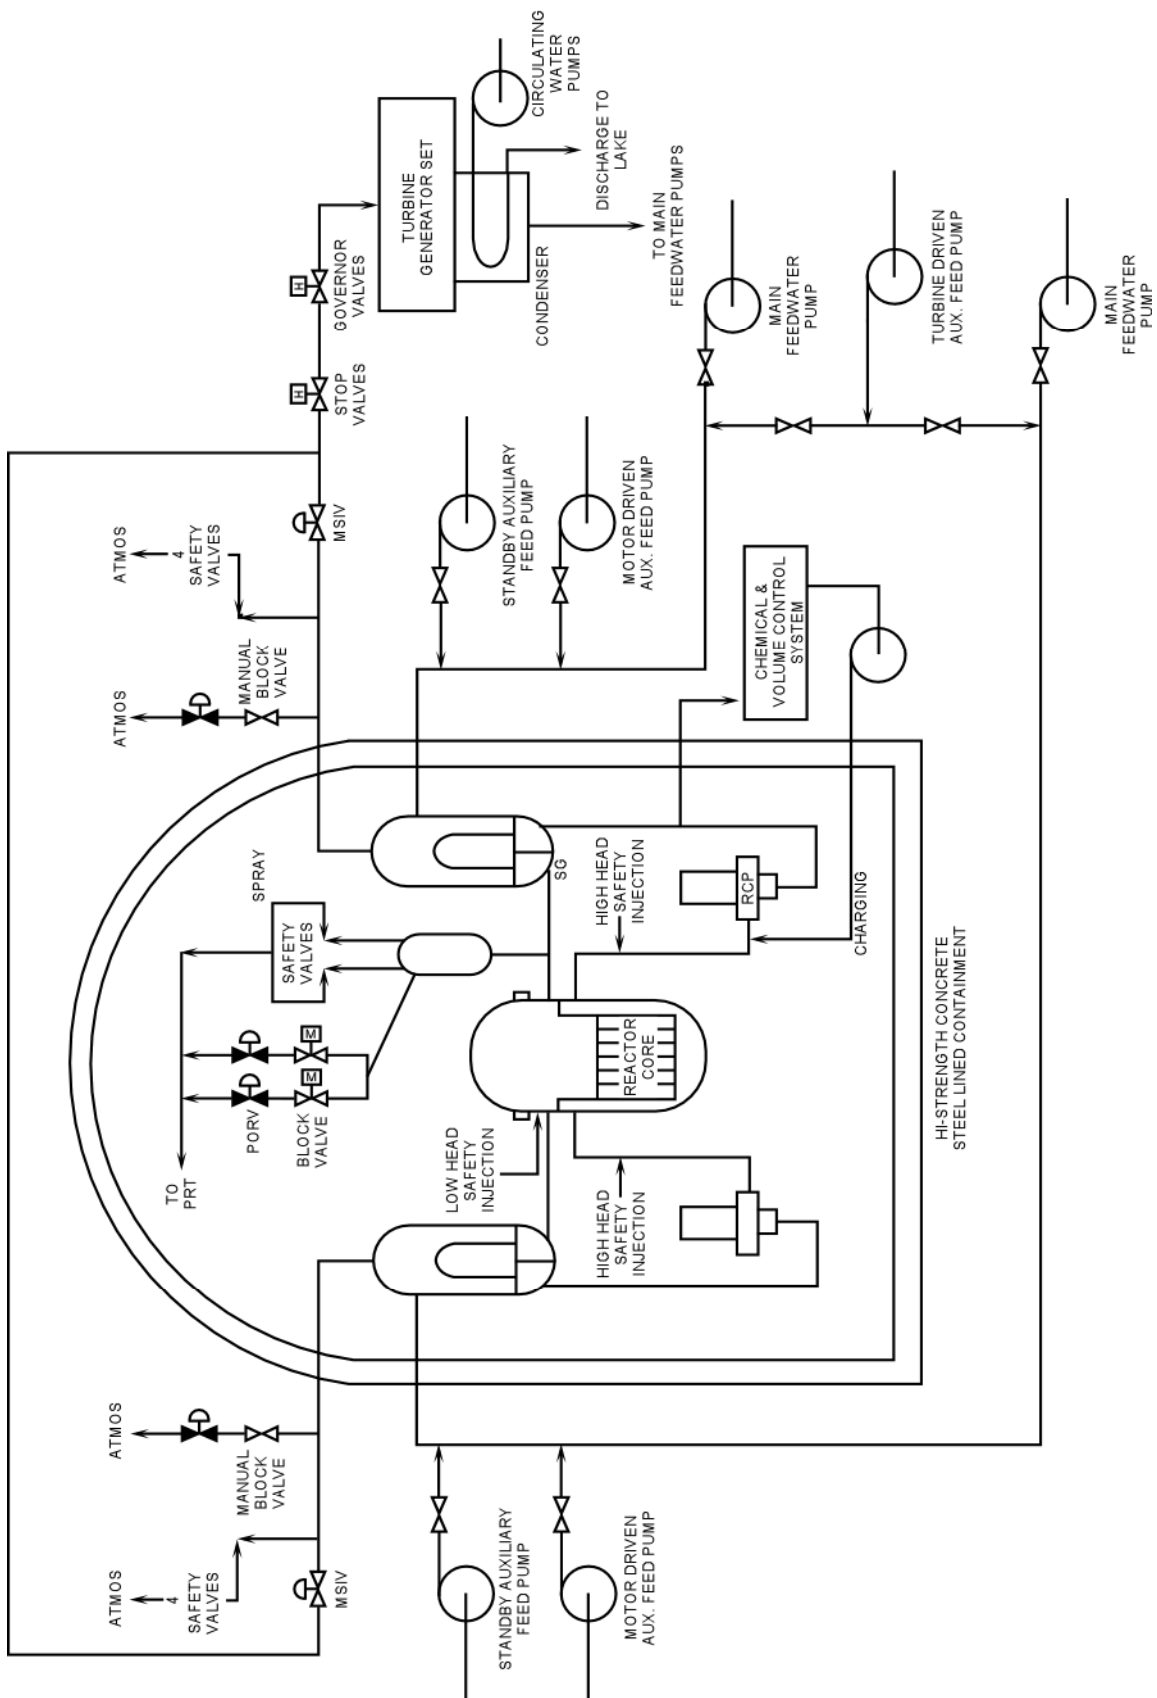 ATMOS
4
SAFETY
VALVES
MSIV
MANUAL
BLOCK
VALVE
ATMOS
TO
PRT
PORV
BLOCK
VALVE
M
M
SAFETY
VALVES
SPRAY
ATMOS
MANUAL
BLOCK
VALVE
ATMOS
4
SAFETY
VALVES
MSIV
H
STOP
VALVES
H
GOVERNOR
VALVES
TURBINE
GENERATOR SET
CONDENSER
CIRCULATING
WATER
PUMPS
DISCHARGE TO
LAKE
TO MAIN
FEEDWATER PUMPS
STANDBY AUXILIARY
FEED PUMP
MOTOR DRIVEN
AUX. FEED PUMP
LOW HEAD
SAFETY
INJECTION
HIGH HEAD
SAFETY
INJECTION
REACTOR
CORE
SG
HIGH HEAD
SAFETY
INJECTION
RCP
CHARGING
CHEMICAL &
VOLUME CONTROL
SYSTEM
STANDBY AUXILIARY
FEED PUMP
MOTOR DRIVEN
AUX. FEED PUMP
MAIN
FEEDWATER
PUMP
TURBINE DRIVEN
AUX. FEED PUMP
MAIN
FEEDWATER
PUMP
HI-STRENGTH CONCRETE
STEEL LINED CONTAINMENT